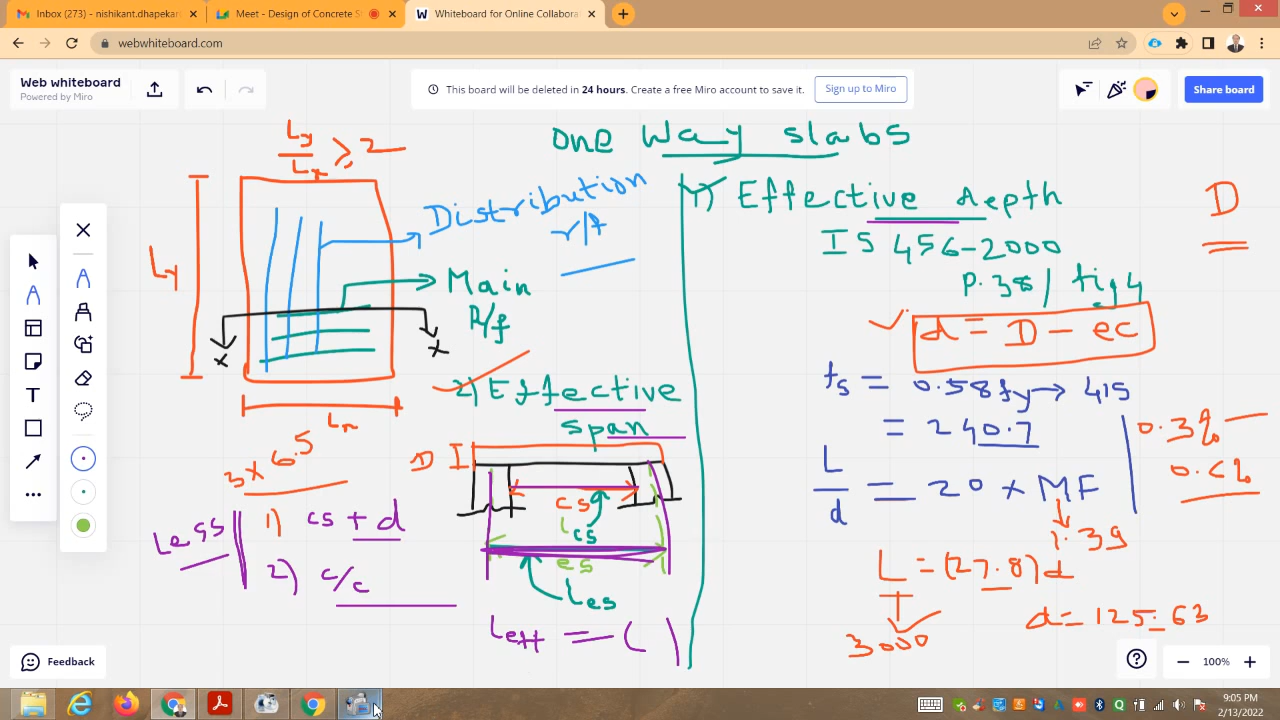 Inbox (273) - nishikant.dhapekar
Meet - Design of Concrete S
Whiteboard for Online Collabora
webwhiteboard.com
Web whiteboard
Powered by Miro
This board will be deleted in 24 hours. Create a free Miro account to save it.
Sign up to Miro
Share board
One Way slabs
Ly
Lx
≥ 2
Distribution
r/f
Ly
Main
R/f
x
x
Lx
3 x 6.5
2) Effective
span
D
cs
cs
es
Les
Less
1) cs + d
2) c/c
Leff = ( )
1) Effective depth
D
IS 456-2000
P. 38 / fig 4
d = D - ec
fs = 0.58fy → 415
= 240.7
0.3%
L
d
= 20 x MF
1.39
L = (27.8)d
3000
d = 125.63
Feedback
100%
9:05 PM
2/13/2022